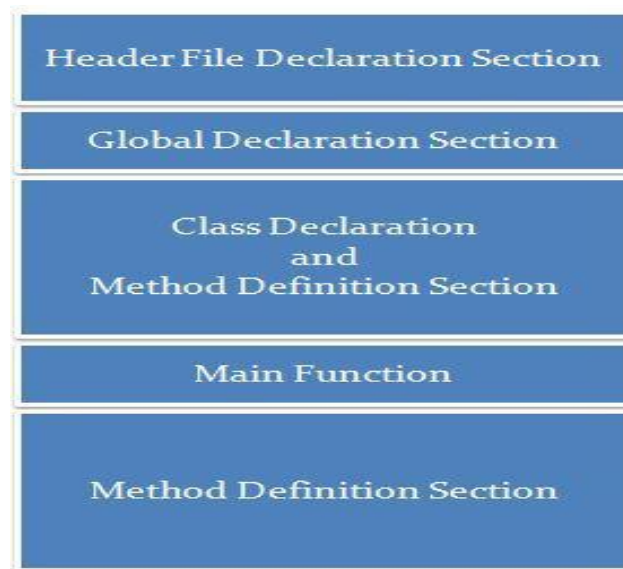 Header File Declaration Section
Global Declaration Section
Class Declaration
and
Method Definition Section
Main Function
Method Definition Section